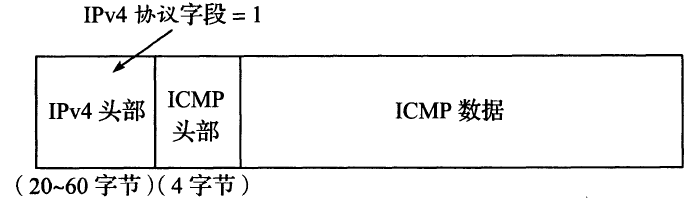 IPv4 协议字段 = 1
IPv4 头部
ICMP
头部
ICMP 数据
(20~60 字节)(4 字节)